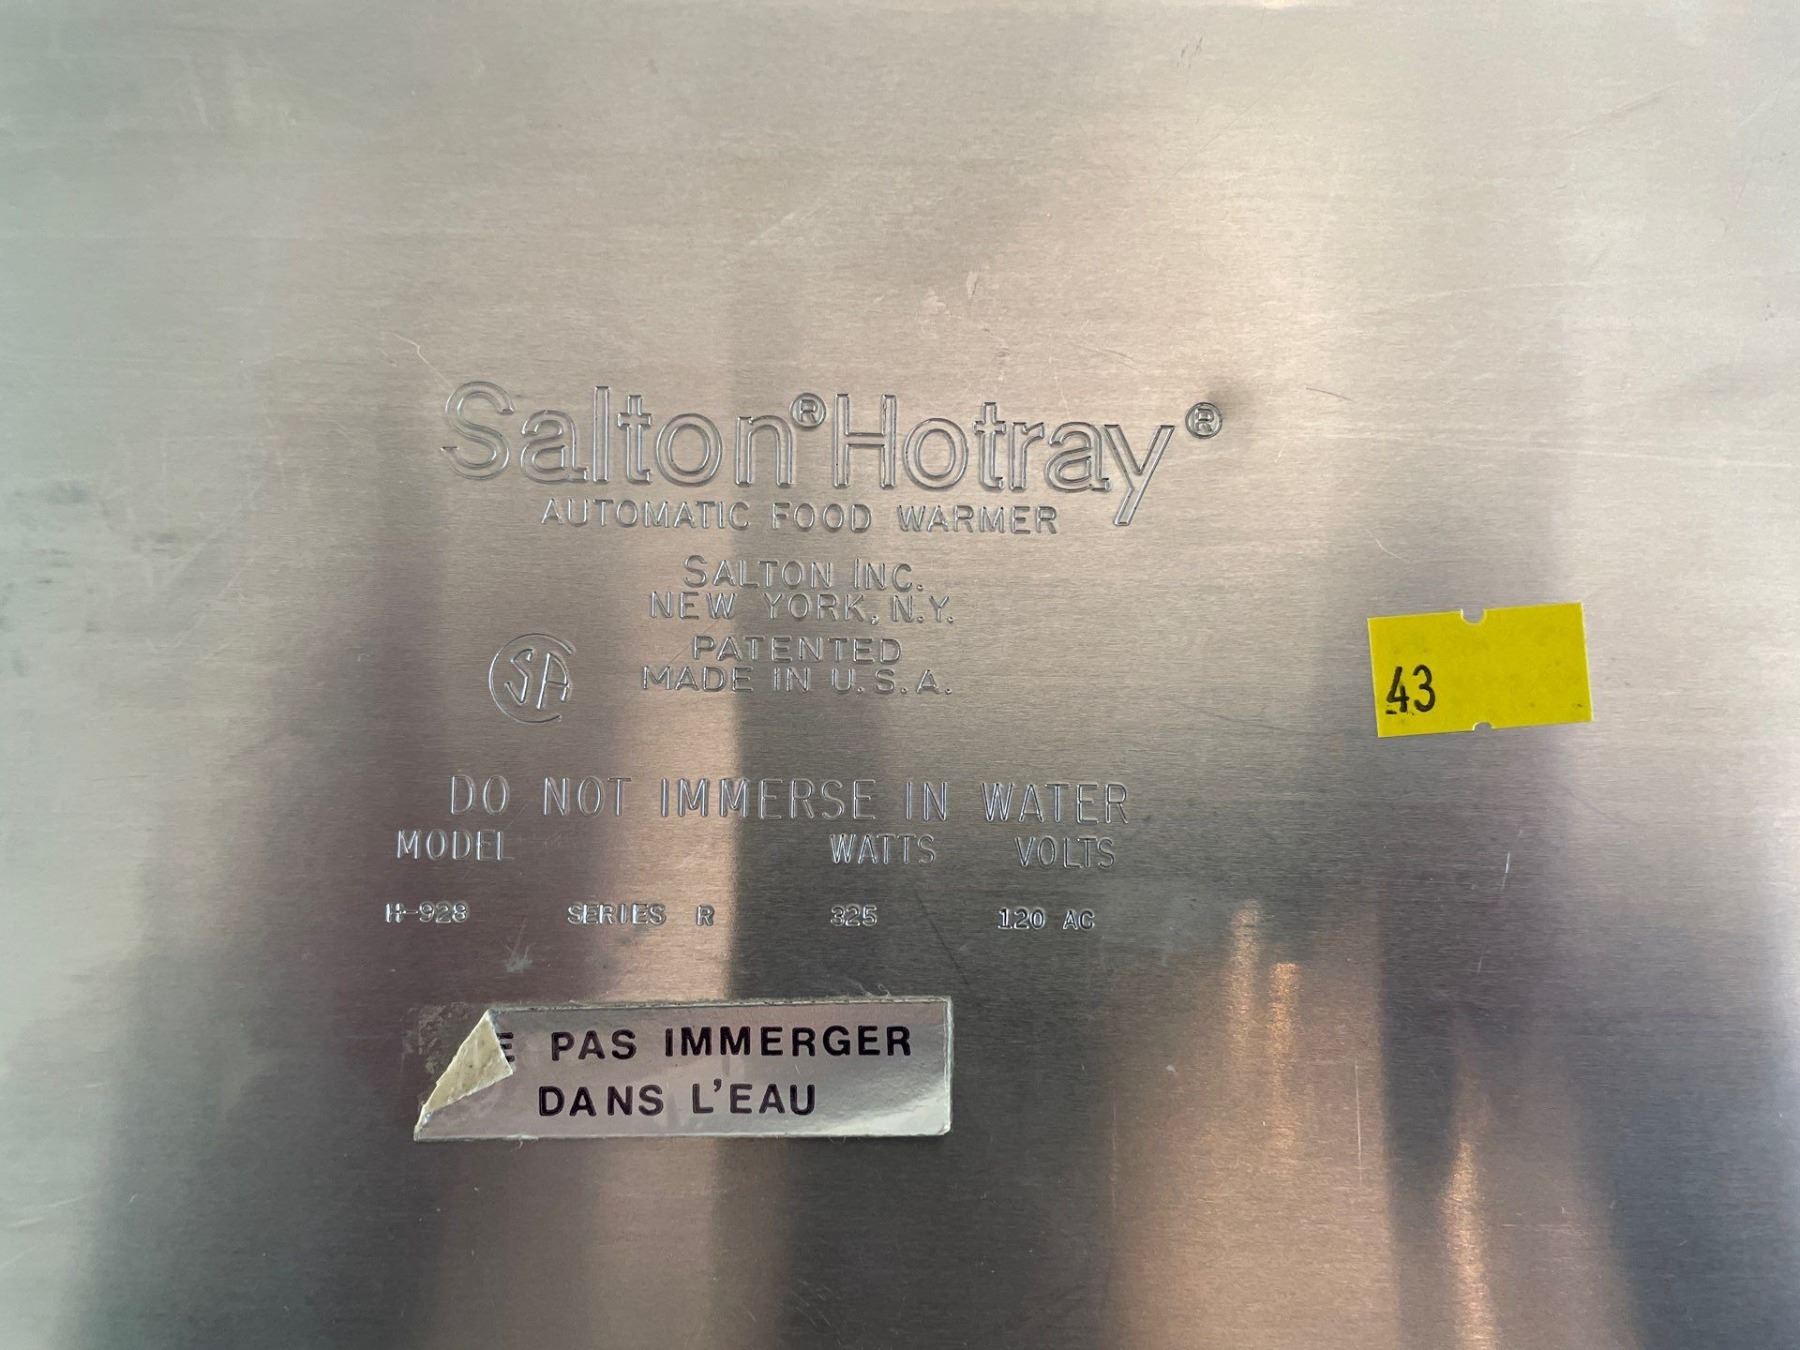 Salton® Hotray®
AUTOMATIC FOOD WARMER
SALTON INC.
NEW YORK, N.Y.
PATENTED
MADE IN U.S.A.
SA
43
DO NOT IMMERSE IN WATER
MODEL WATTS VOLTS
H-928 SERIES R 325 120 AC
PAS IMMERGER
DANS L'EAU